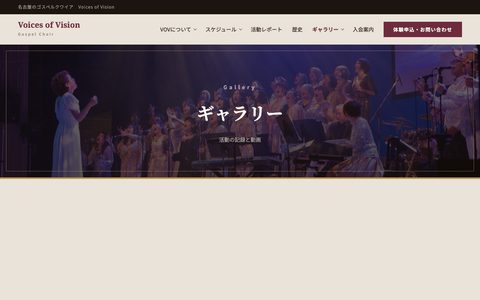 名古屋のゴスペルクワイア Voices of Vision
Voices of Vision
Gospel Choir
VOVについて スケジュール 活動レポート 歴史 ギャラリー 入会案内 体験申込・お問い合わせ
Gallery
ギャラリー
活動の記録と動画